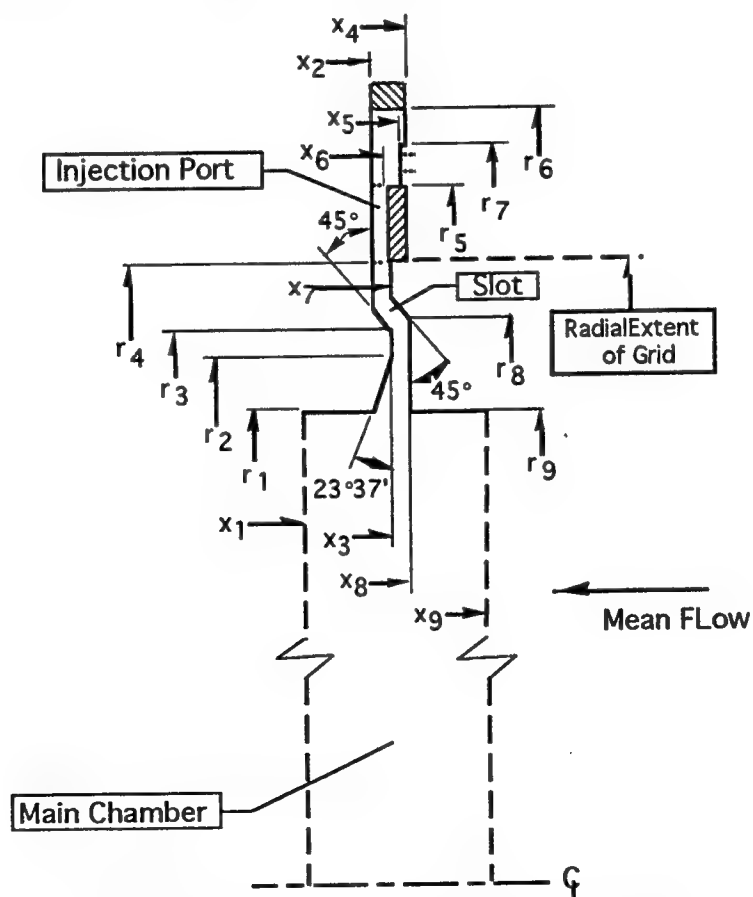 x4
x2
x5
x6
r6
Injection Port
r7
r5
45°
x7
Slot
r4
RadialExtent
of Grid
r3
r8
r2
45°
r1
r9
23°37'
x1
x3
x8
x9
Mean FLow
Main Chamber
℄